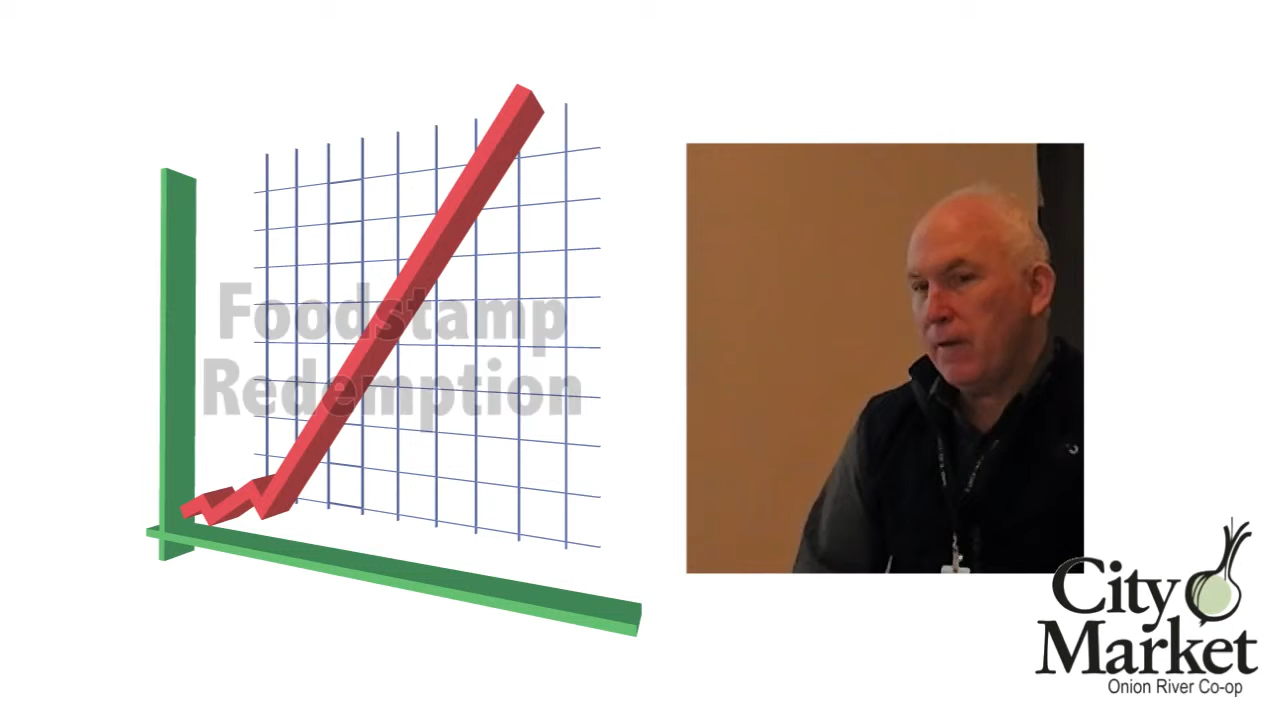 Foodstamp
Redemption
City
Market
Onion River Co-op